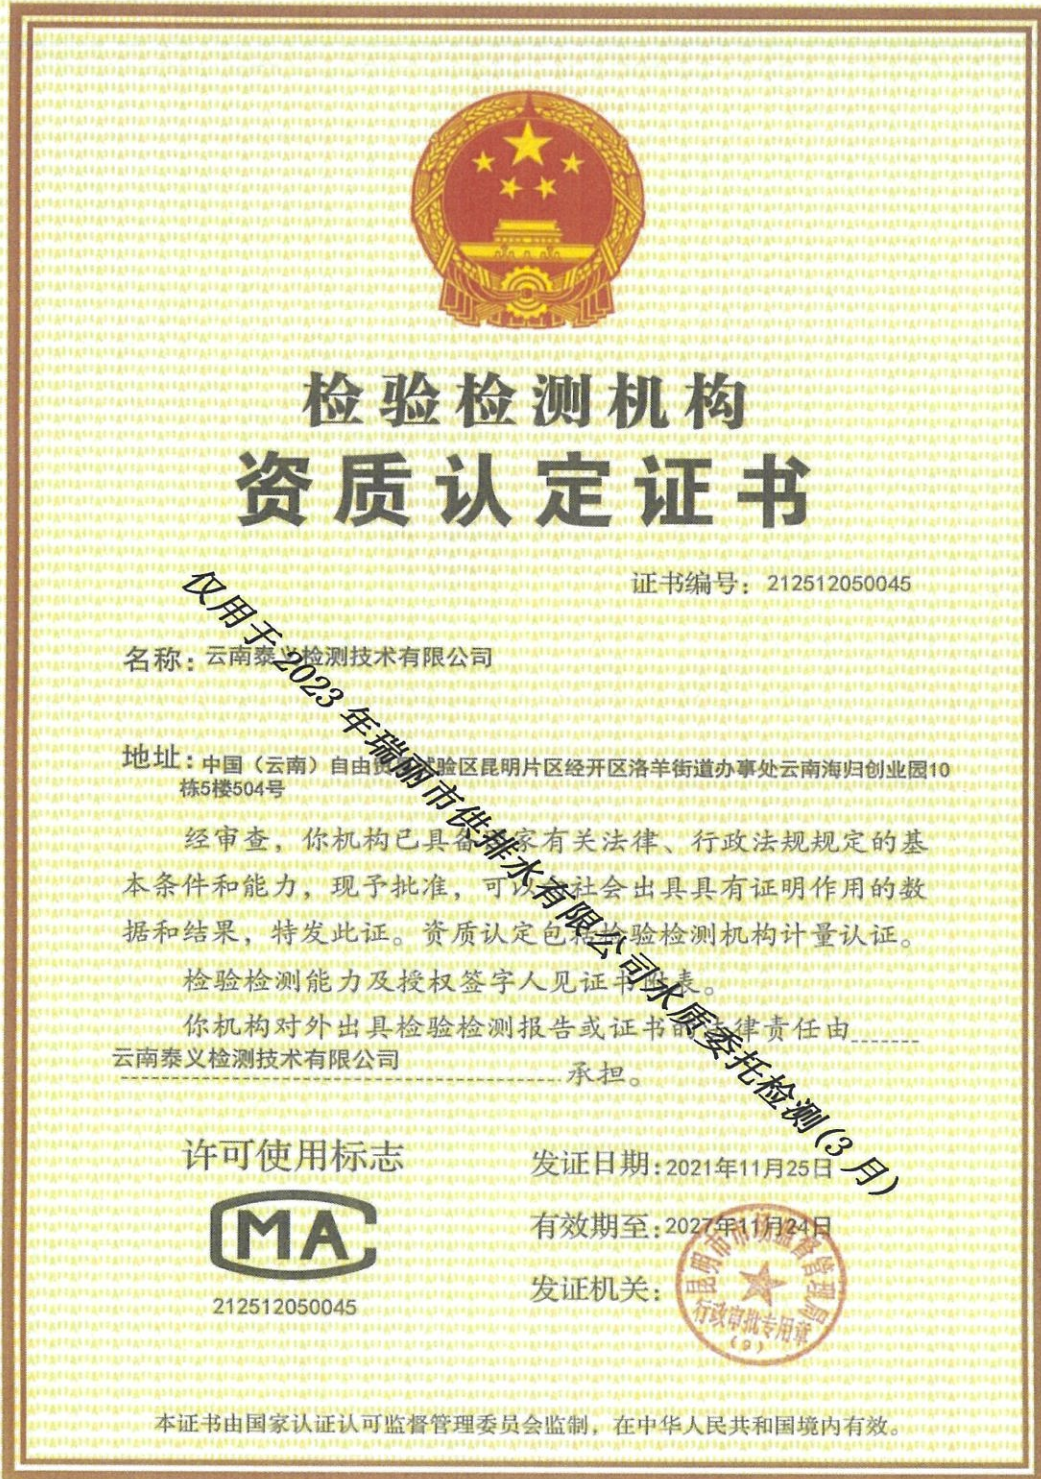 检验检测机构
资质认定证书
证书编号：212512050045
名称：云南泰义检测技术有限公司
地址：中国（云南）自由贸易试验区昆明片区经开区洛羊街道办事处云南海归创业园10
栋5楼504号
经审查，你机构已具备国家有关法律、行政法规规定的基
本条件和能力，现予批准，可以向社会出具具有证明作用的数
据和结果，特发此证。资质认定包括检验检测机构计量认证。
检验检测能力及授权签字人见证书附表。
你机构对外出具检验检测报告或证书的法律责任由
云南泰义检测技术有限公司 承担。
仅用于2023年瑞丽市供排水有限公司水质委托检测(3月)
许可使用标志
MA
212512050045
发证日期：2021年11月25日
有效期至：2027年11月24日
发证机关：
昆明市市场监督管理局
行政审批专用章
(9)
本证书由国家认证认可监督管理委员会监制，在中华人民共和国境内有效。